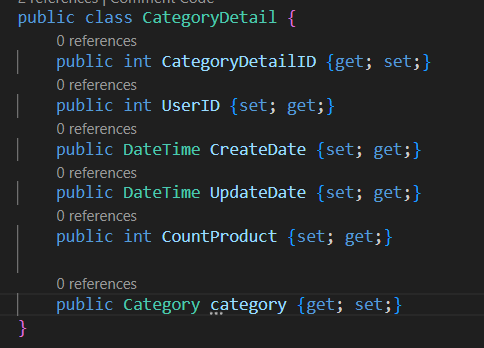 2 references | Comment Code
public class CategoryDetail {
0 references
public int CategoryDetailID {get; set;}
0 references
public int UserID {set; get;}
0 references
public DateTime CreateDate {set; get;}
0 references
public DateTime UpdateDate {set; get;}
0 references
public int CountProduct {set; get;}
0 references
public Category category {get; set;}
}